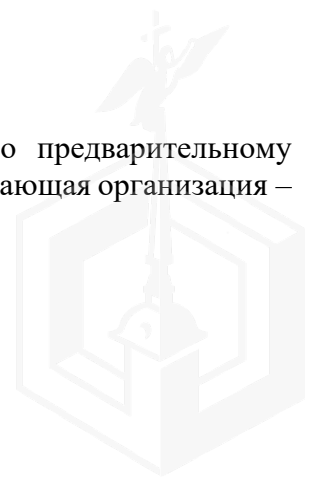 о предварительному
ающая организация –